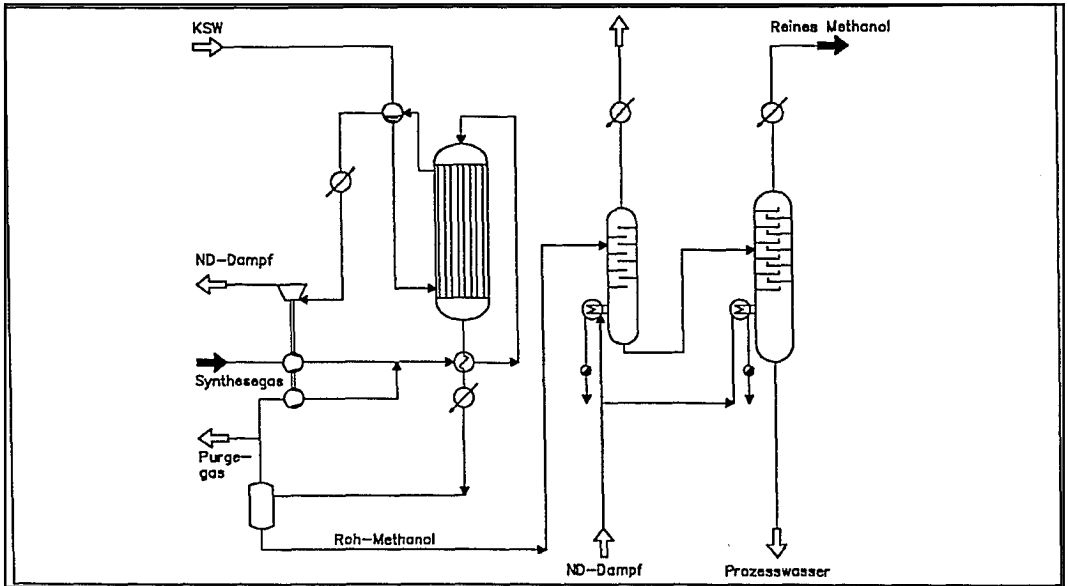 KSW
Reines Methanol
ND-Dampf
Synthesegas
Purge-
gas
Roh-Methanol
ND-Dampf
Prozesswasser